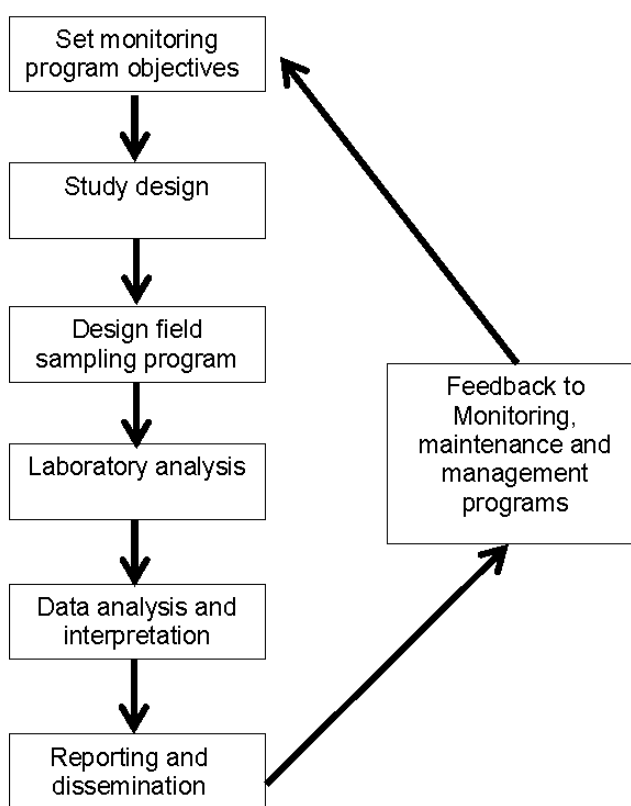 Set monitoring
program objectives
Study design
Design field
sampling program
Laboratory analysis
Data analysis and
interpretation
Reporting and
dissemination
Feedback to
Monitoring,
maintenance and
management
programs